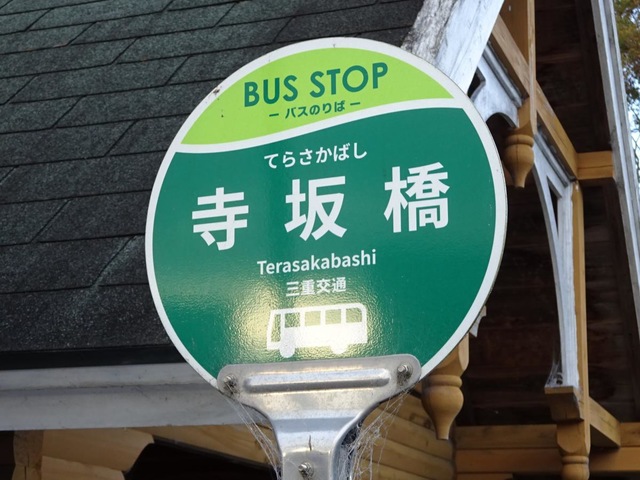 BUS STOP
ーバスのりばー
てらさかばし
寺坂橋
Terasakabashi
三重交通